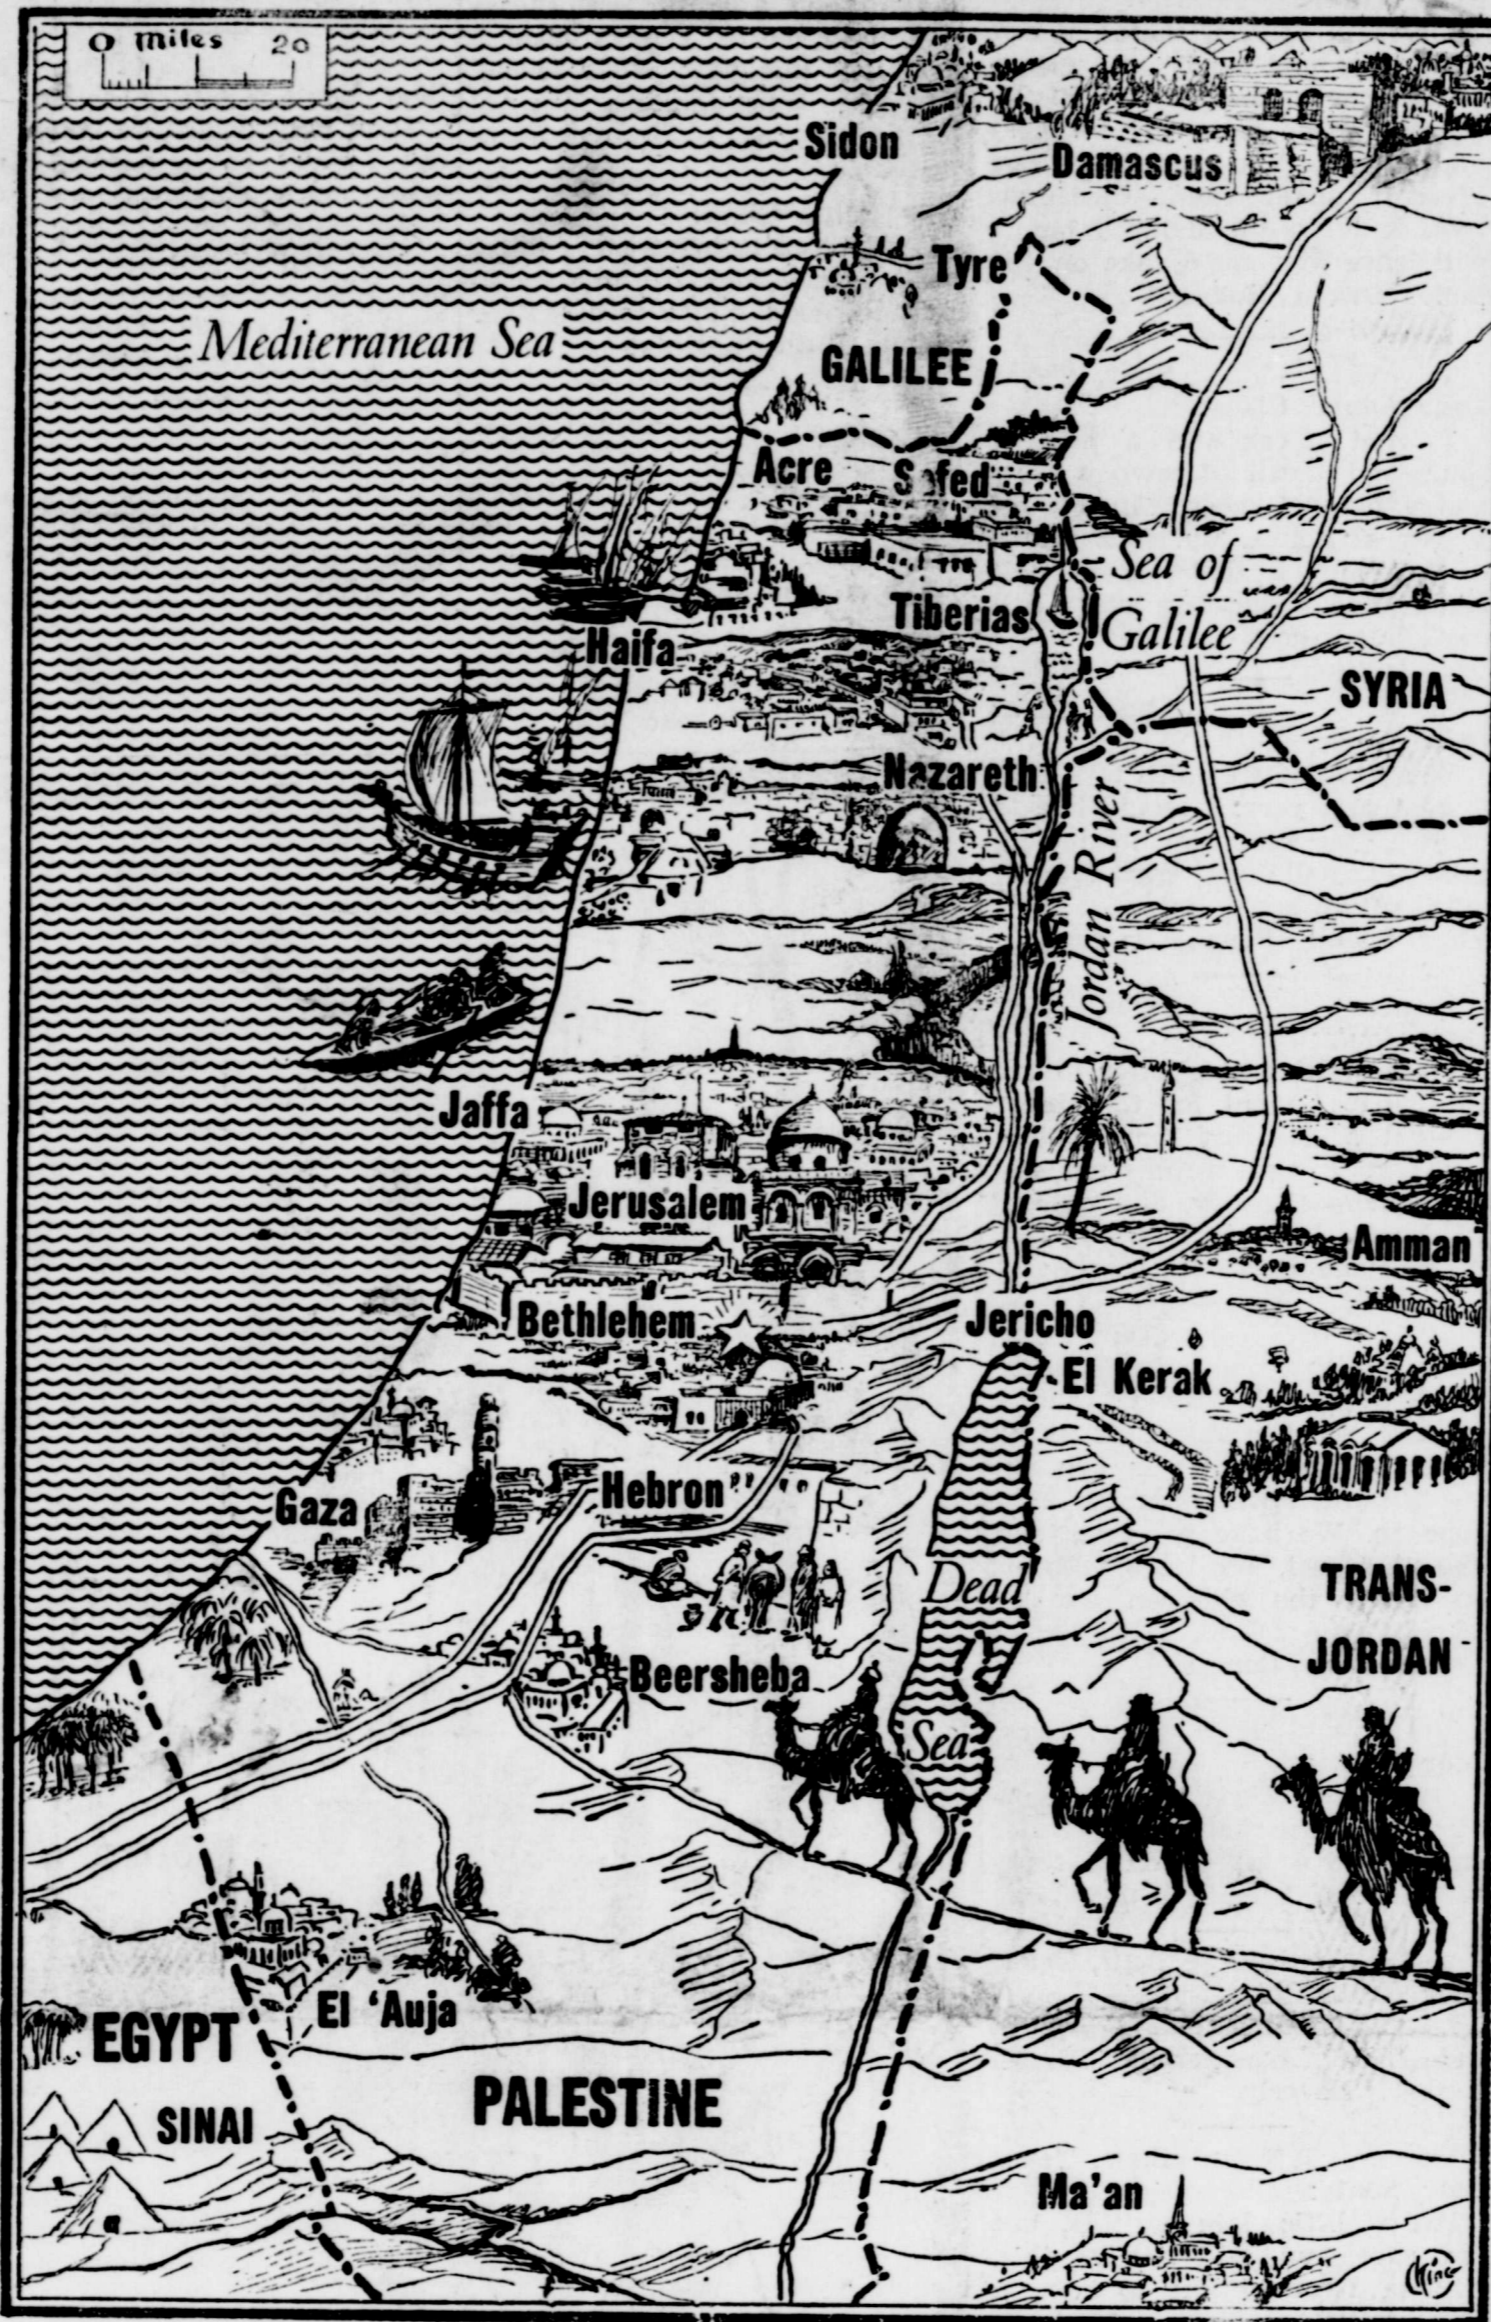 0 Miles 20
Sidon
Damascus
Tyre
Mediterranean Sea
GALILEE
Acre
Safed
Sea of
Galilee
Tiberias
Haifa
SYRIA
Nazareth
Jordan River
Jaffa
Jerusalem
Amman
Bethlehem
Jericho
El Kerak
Hebron
Gaza
Dead
Sea
TRANS-
JORDAN
Beersheba
El 'Auja
EGYPT
SINAI
PALESTINE
Ma'an